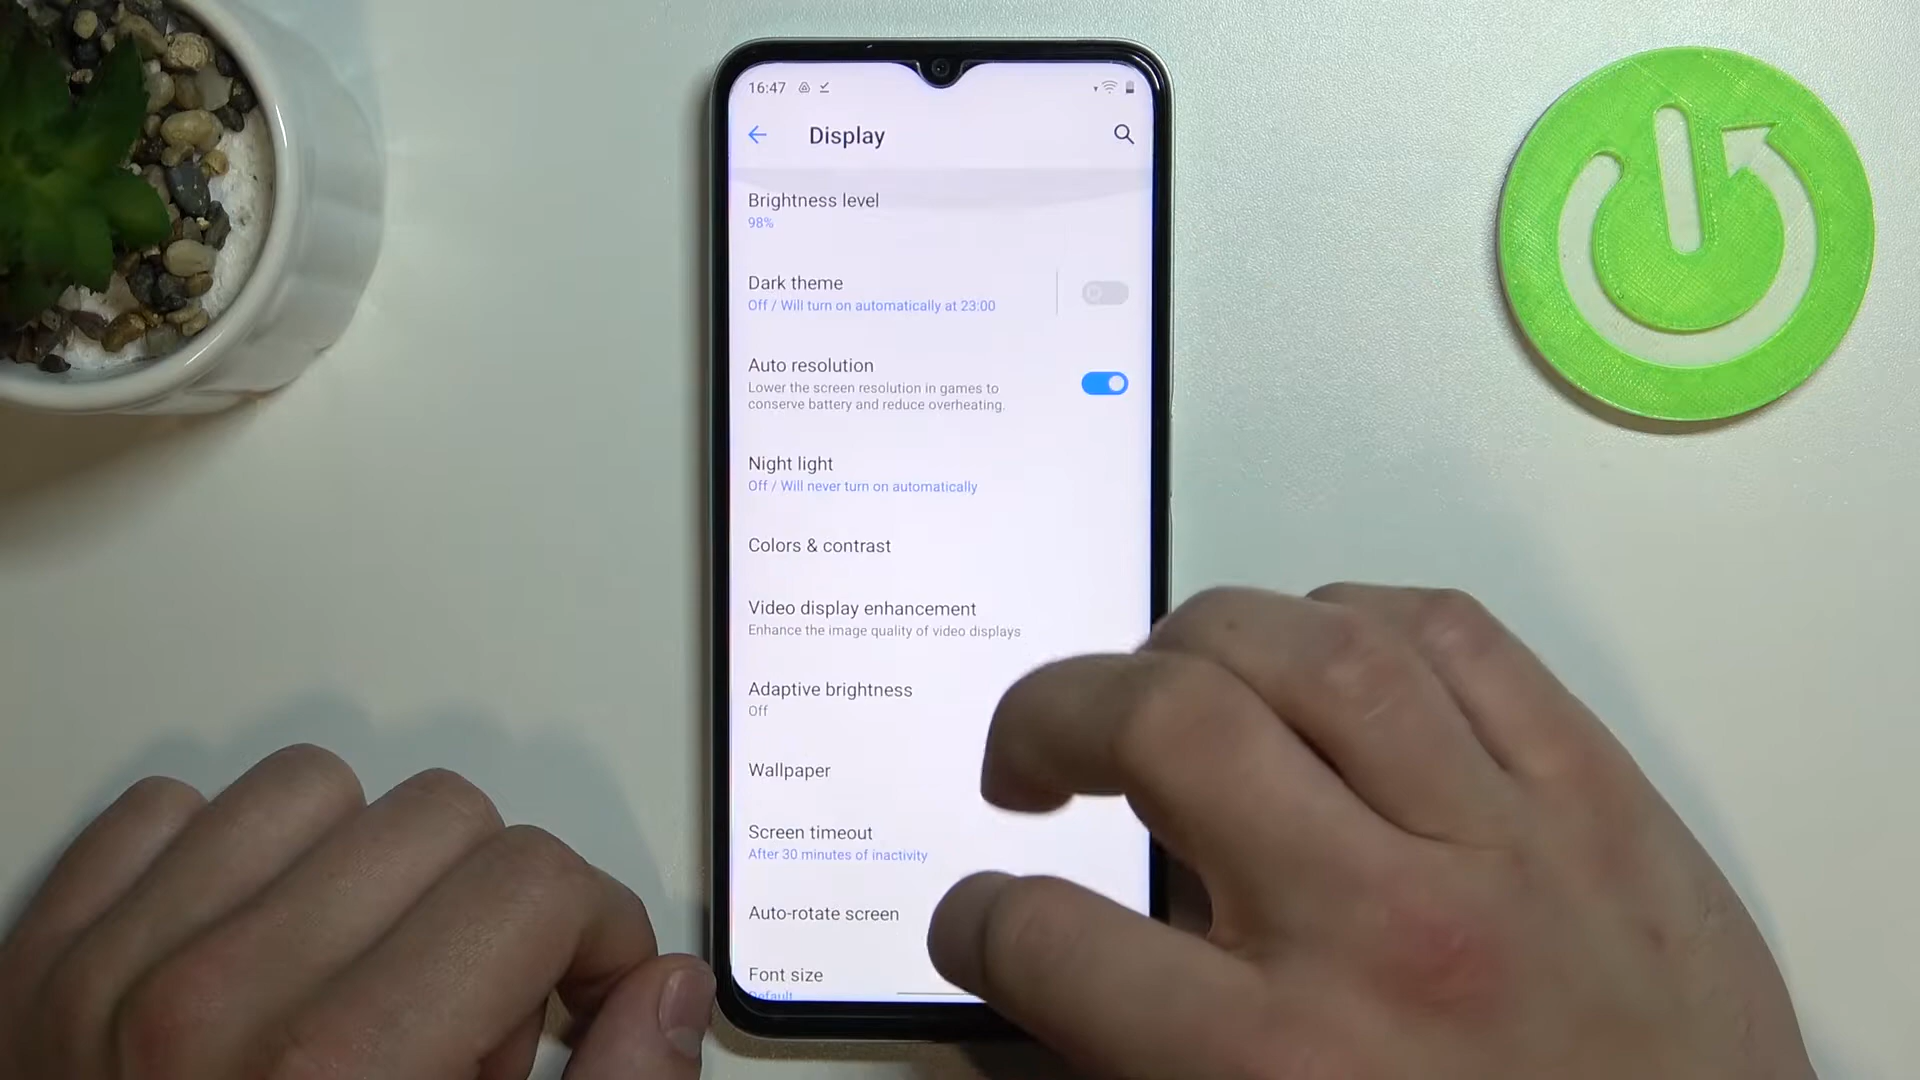 16:47
Display
Brightness level
98%
Dark theme
Off / Will turn on automatically at 23:00
Auto resolution
Lower the screen resolution in games to
conserve battery and reduce overheating.
Night light
Off / Will never turn on automatically
Colors & contrast
Video display enhancement
Enhance the image quality of video displays
Adaptive brightness
Off
Wallpaper
Screen timeout
After 30 minutes of inactivity
Auto-rotate screen
Font size
Default